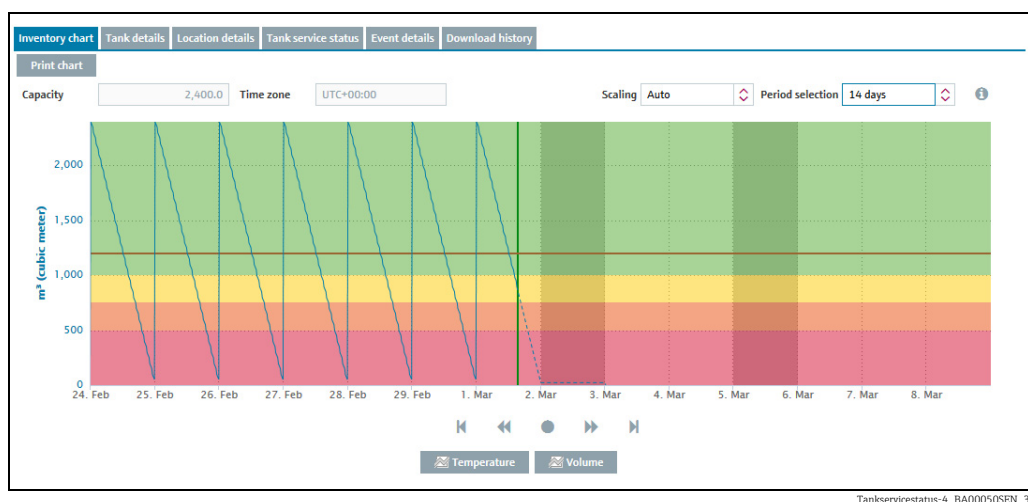 Inventory chart Tank details Location details Tank service status Event details Download history
Print chart
Capacity 2,400.0 Time zone UTC+00:00 Scaling Auto Period selection 14 days
m³ (cubic meter)
2,000
1,500
1,000
500
0
24. Feb 25. Feb 26. Feb 27. Feb 28. Feb 29. Feb 1. Mar 2. Mar 3. Mar 4. Mar 5. Mar 6. Mar 7. Mar 8. Mar
Temperature Volume
Tankservicestatus-4_BA00050SEN_3